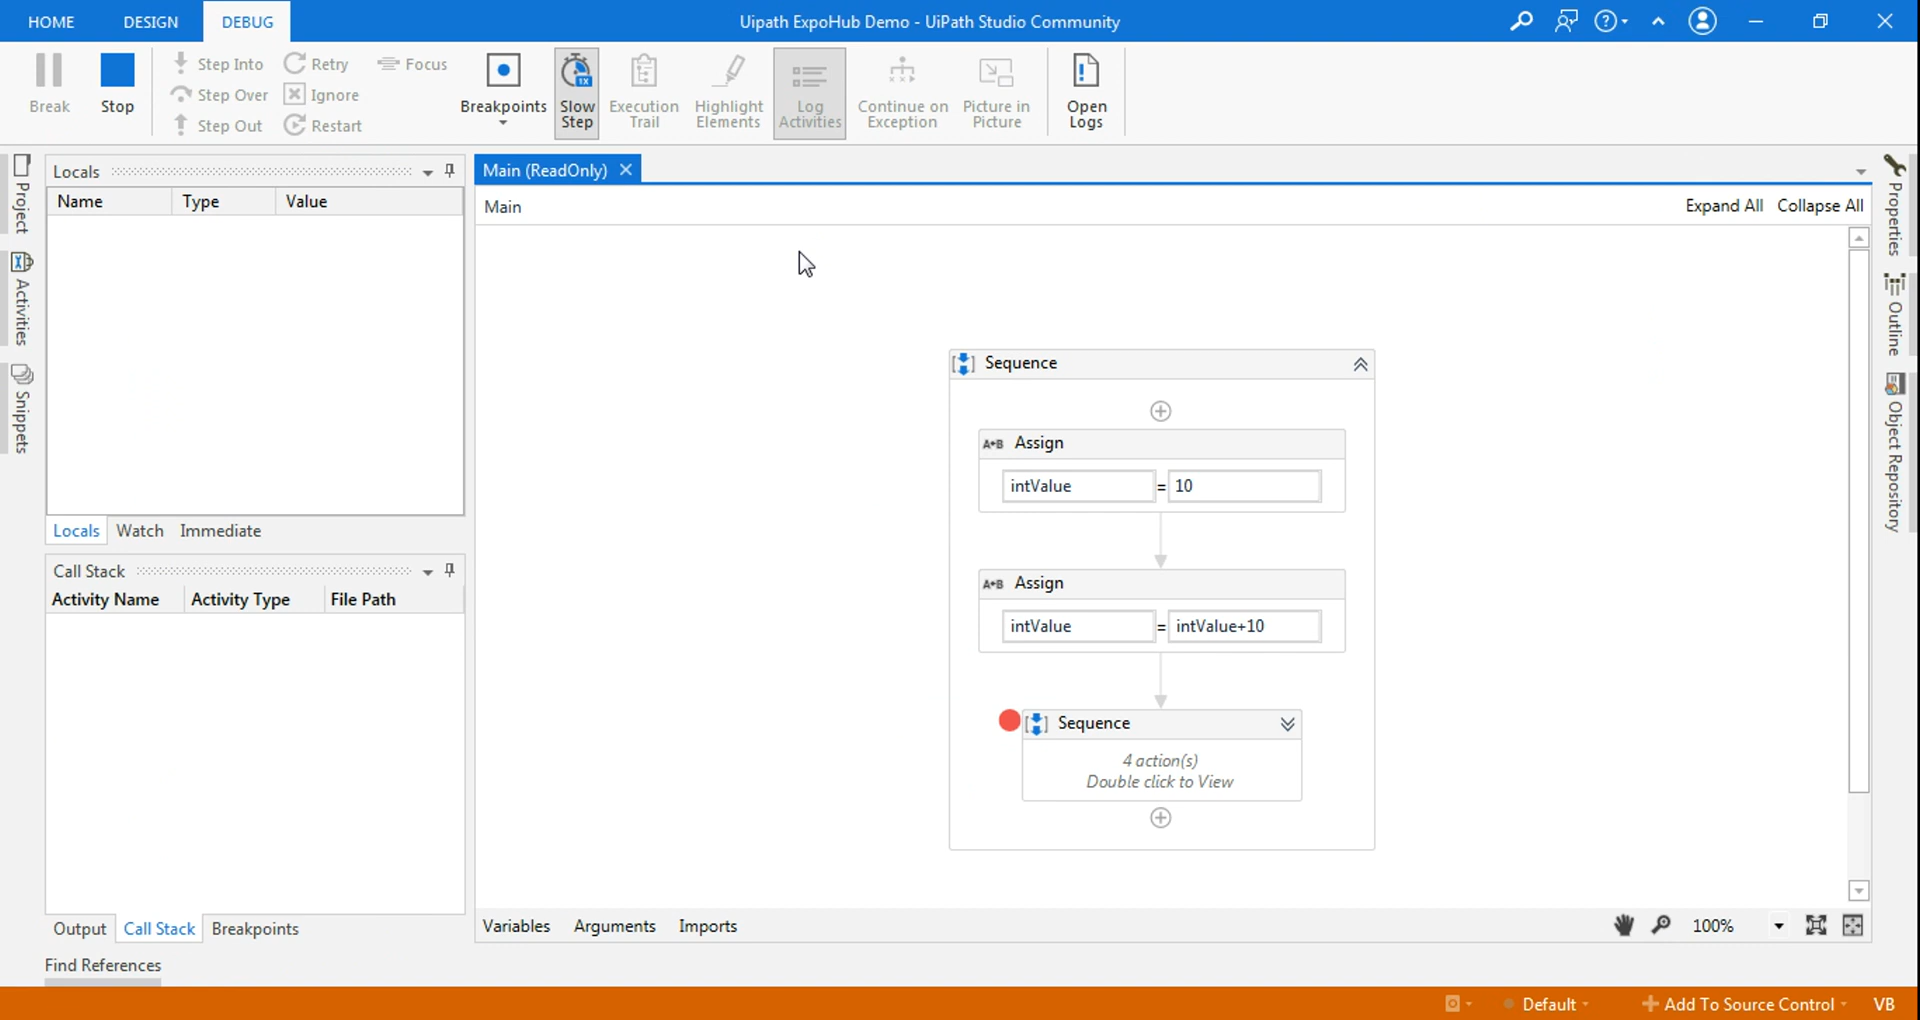 HOME DESIGN DEBUG Uipath ExpoHub Demo - UiPath Studio Community
Break Stop Step Into Retry Focus
Step Over Ignore
Step Out Restart
Breakpoints Slow Step Execution Trail Highlight Elements Log Activities Continue on Exception Picture in Picture Open Logs
1X
Project
Activities
Snippets
Locals
Name Type Value
Locals Watch Immediate
Call Stack
Activity Name Activity Type File Path
Output Call Stack Breakpoints
Find References
Main (ReadOnly)
Main Expand All Collapse All
Sequence
A+B Assign
intValue = 10
A+B Assign
intValue = intValue+10
Sequence
4 action(s)
Double click to View
Variables Arguments Imports 100%
Properties
Outline
Object Repository
Default Add To Source Control VB